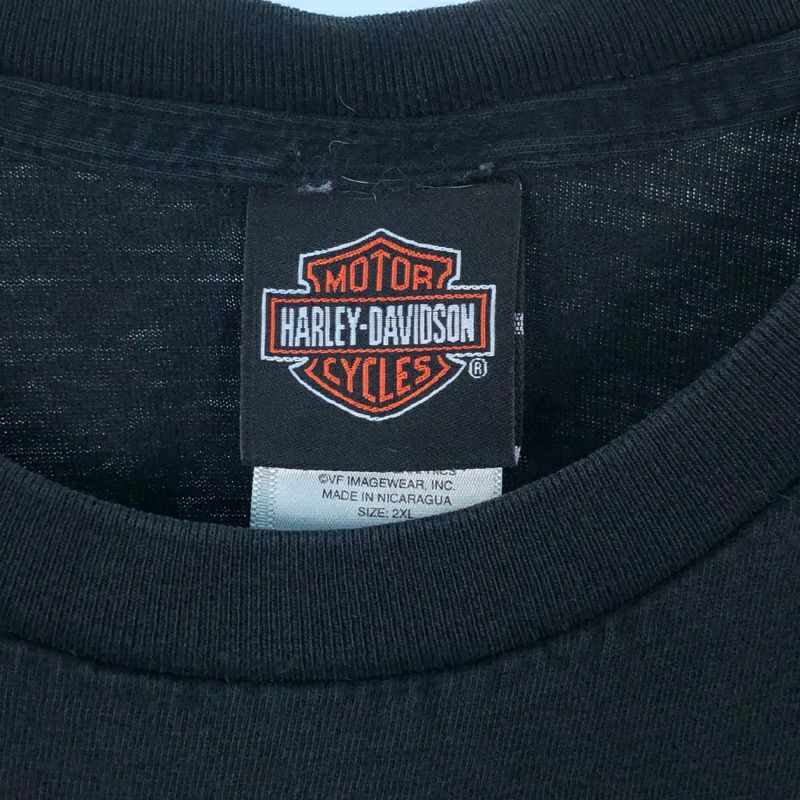 MOTOR
HARLEY-DAVIDSON
CYCLES
®
©VF IMAGEWEAR, INC.
MADE IN NICARAGUA
SIZE: 2XL